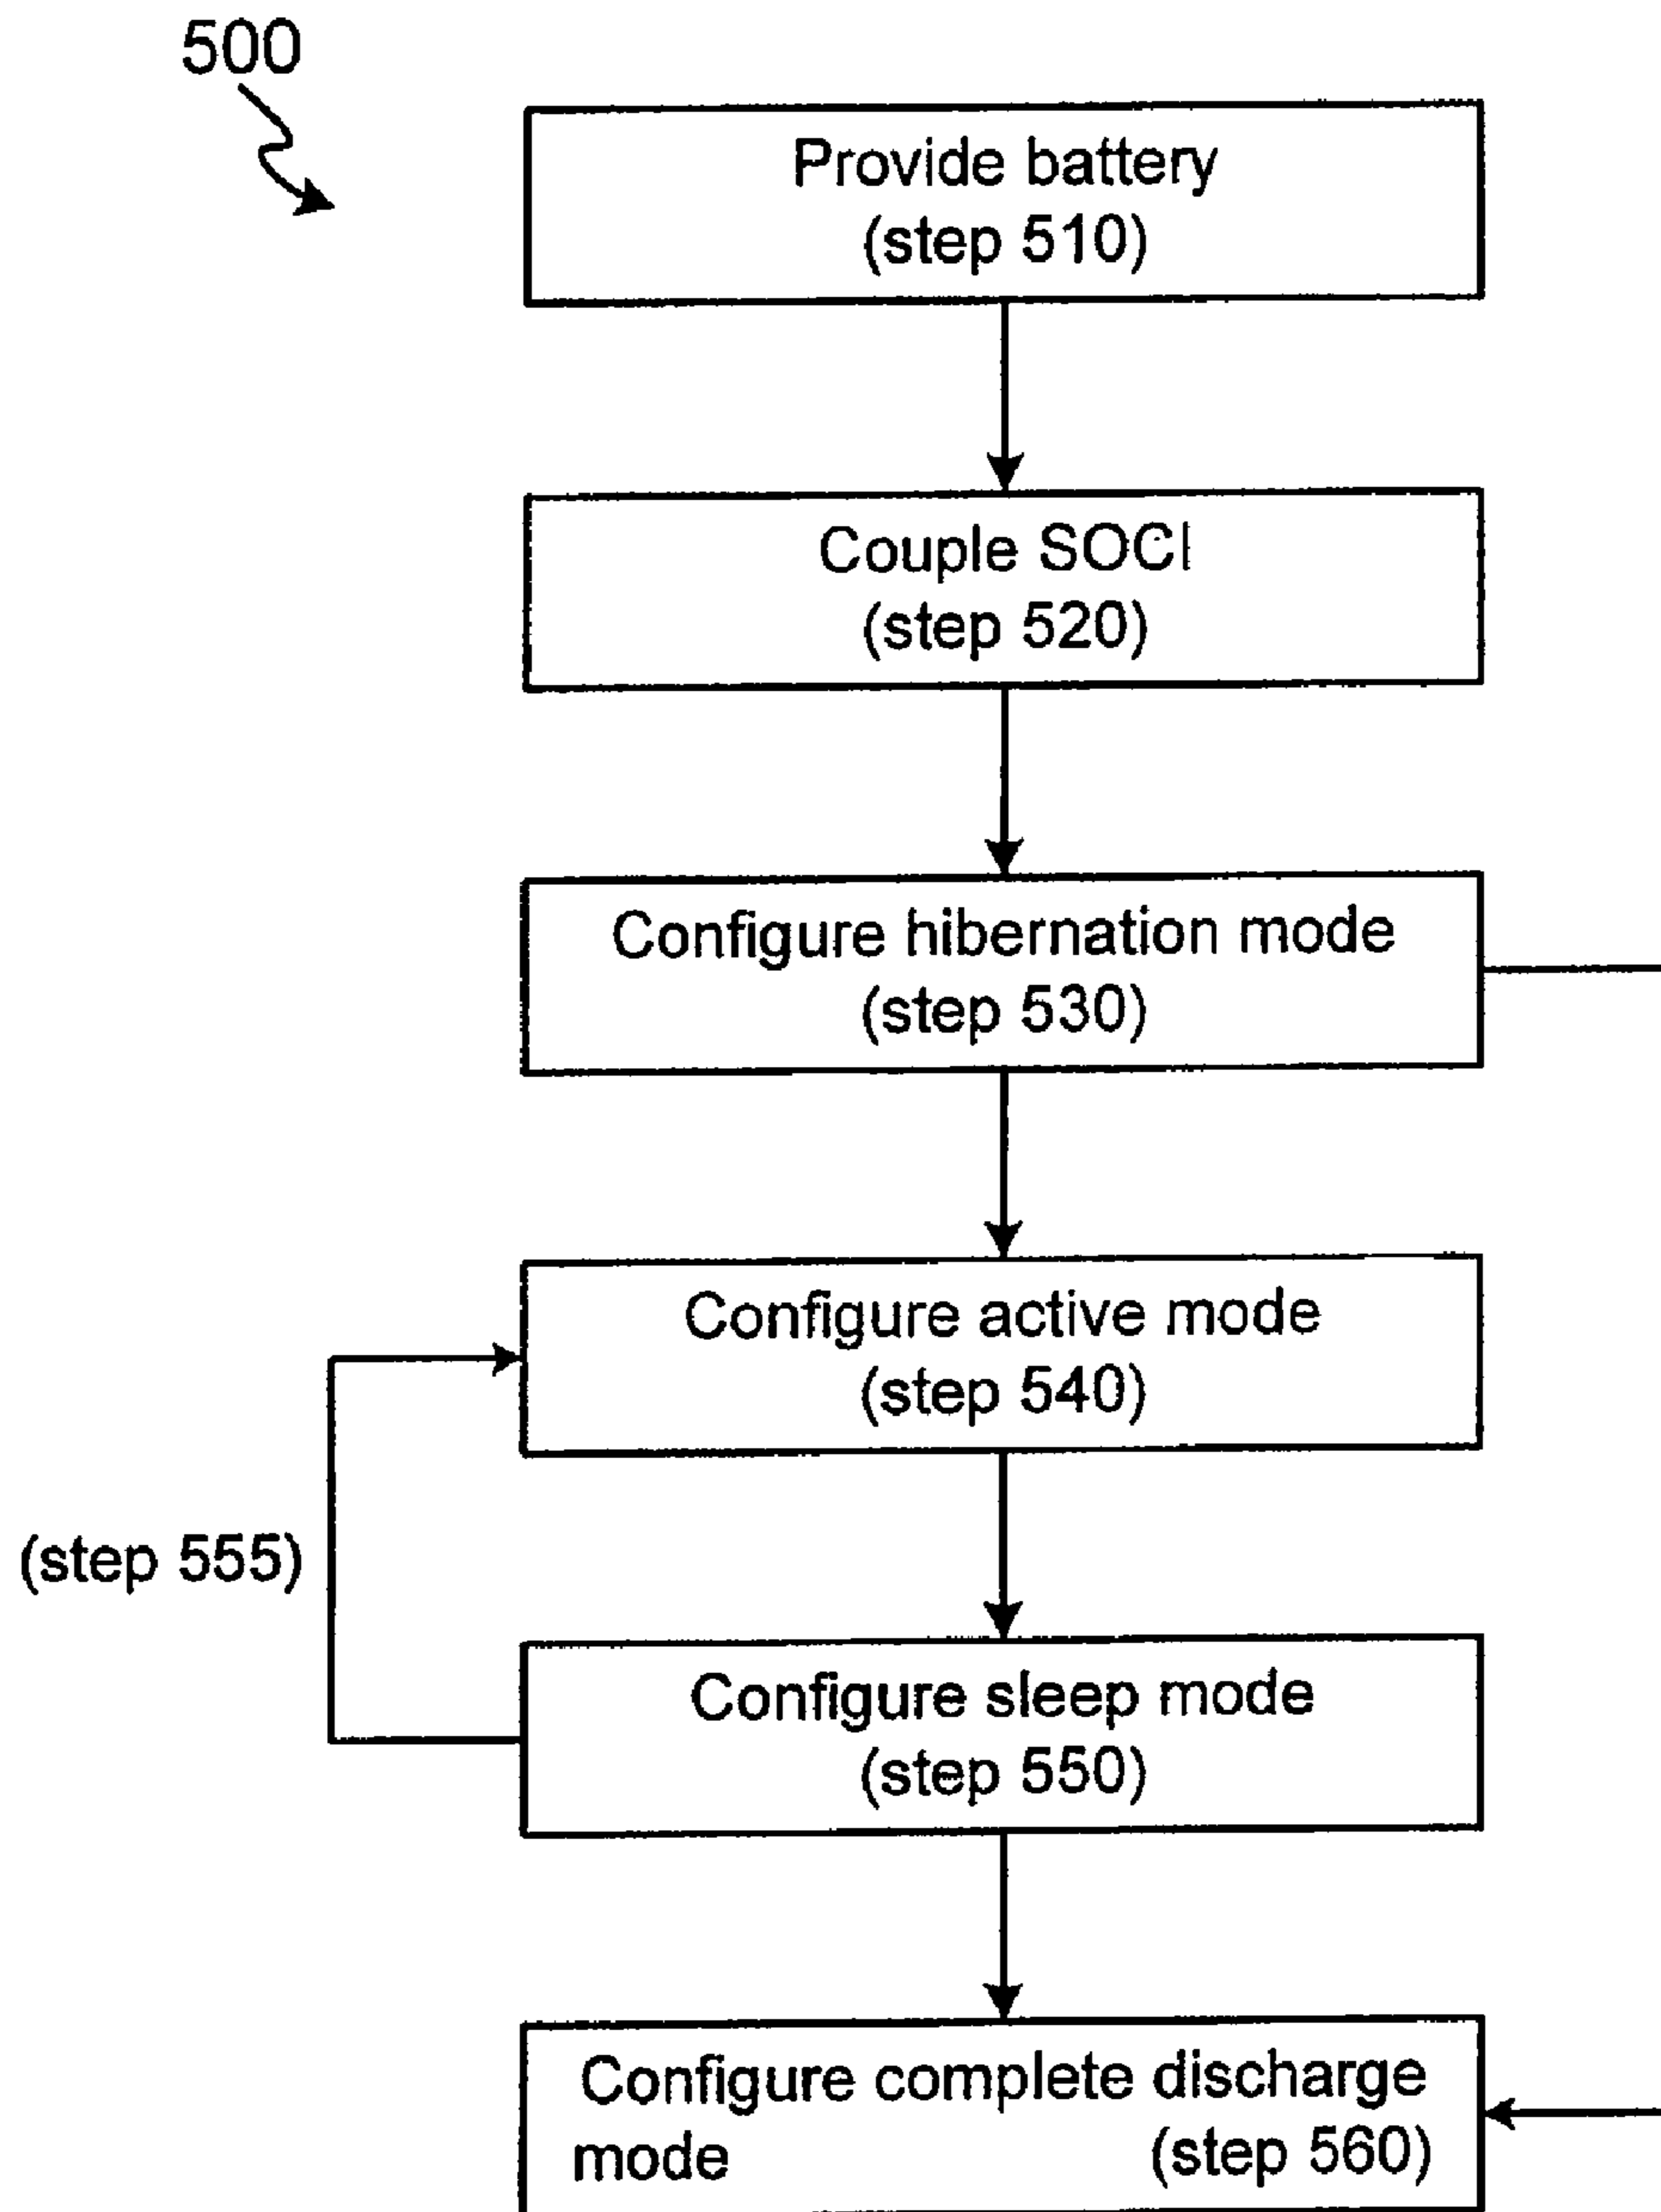 500
Provide battery
(step 510)
Couple SOCI
(step 520)
Configure hibernation mode
(step 530)
Configure active mode
(step 540)
(step 555)
Configure sleep mode
(step 550)
Configure complete discharge
mode (step 560)